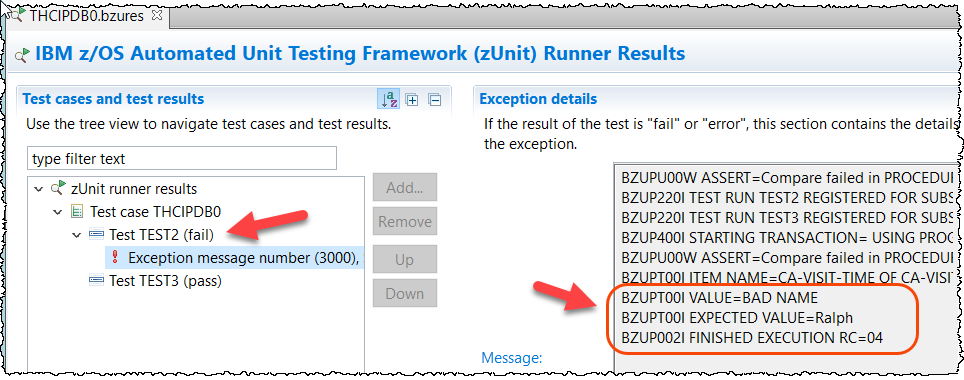 THCIPDB0.bzures
IBM z/OS Automated Unit Testing Framework (zUnit) Runner Results
Test cases and test results
Use the tree view to navigate test cases and test results.
type filter text
zUnit runner results
Test case THCIPDB0
Test TEST2 (fail)
Exception message number (3000),
Test TEST3 (pass)
Add...
Remove
Up
Down
Exception details
If the result of the test is "fail" or "error", this section contains the details
the exception.
BZUPU00W ASSERT=Compare failed in PROCEDU
BZUP220I TEST RUN TEST2 REGISTERED FOR SUBS
BZUP220I TEST RUN TEST3 REGISTERED FOR SUBS
BZUP400I STARTING TRANSACTION= USING PROG
BZUPU00W ASSERT=Compare failed in PROCEDU
BZUPT00I ITEM NAME=CA-VISIT-TIME OF CA-VISIT
BZUPT00I VALUE=BAD NAME
BZUPT00I EXPECTED VALUE=Ralph
BZUP002I FINISHED EXECUTION RC=04
Message: